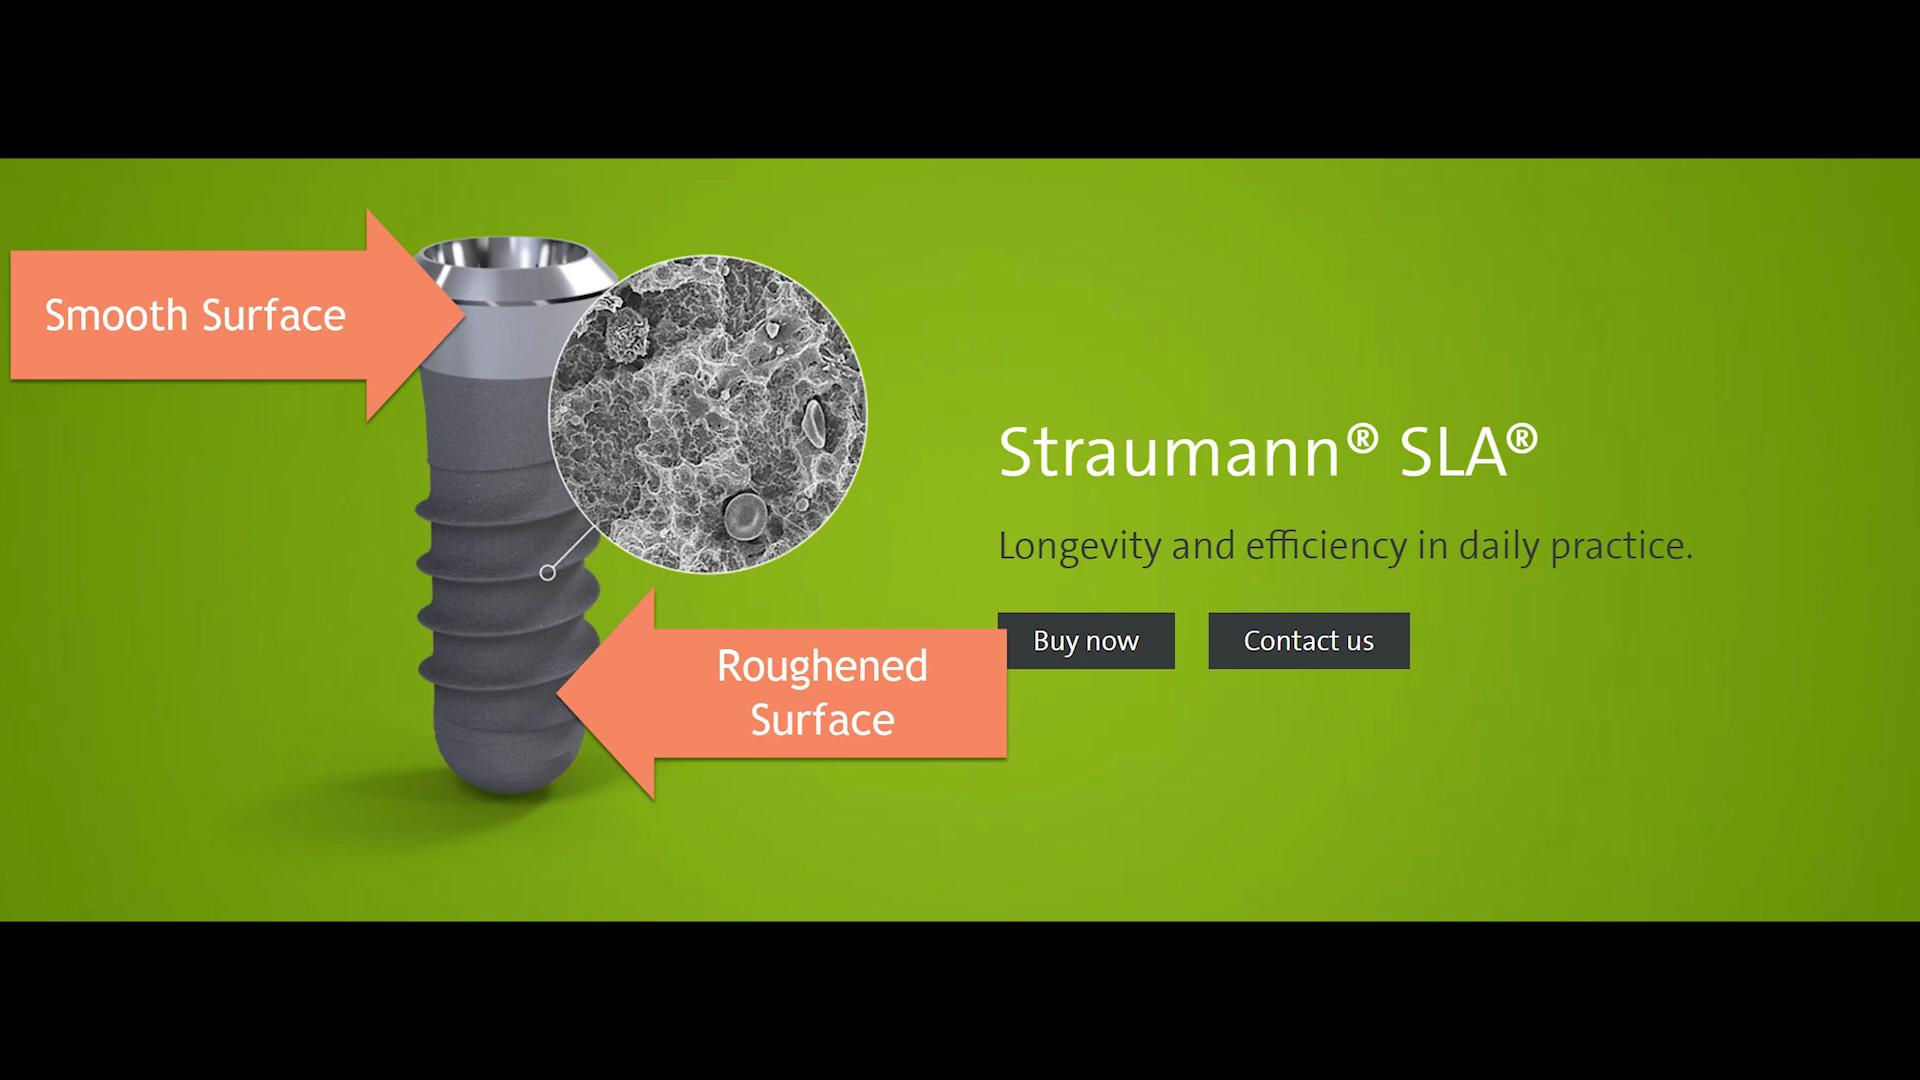 Smooth Surface
Straumann® SLA®
Longevity and efficiency in daily practice.
Buy now
Contact us
Roughened
Surface